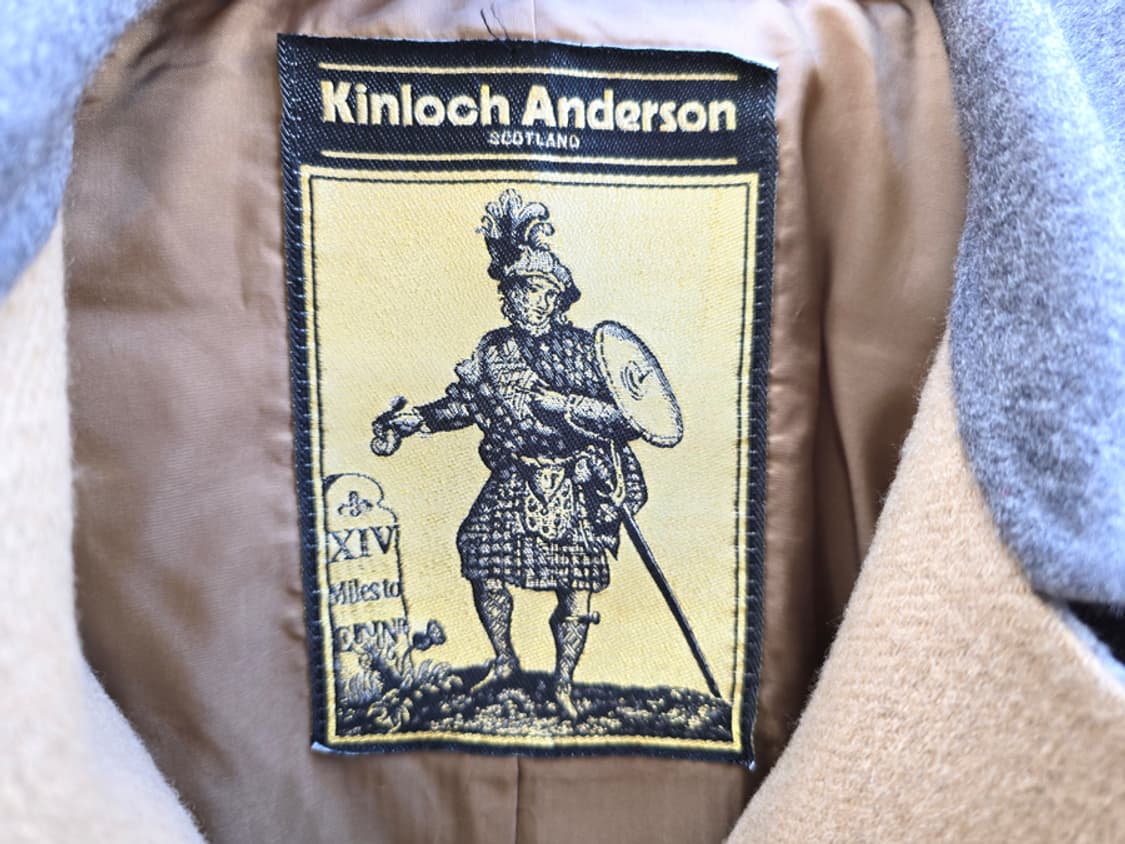 Kinloch Anderson
SCOTLAND
XIV
Miles to